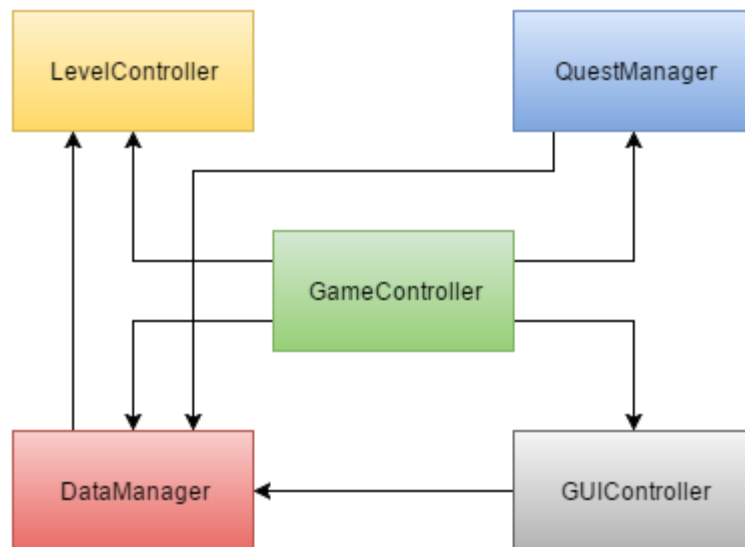 LevelController
QuestManager
GameController
DataManager
GUIController